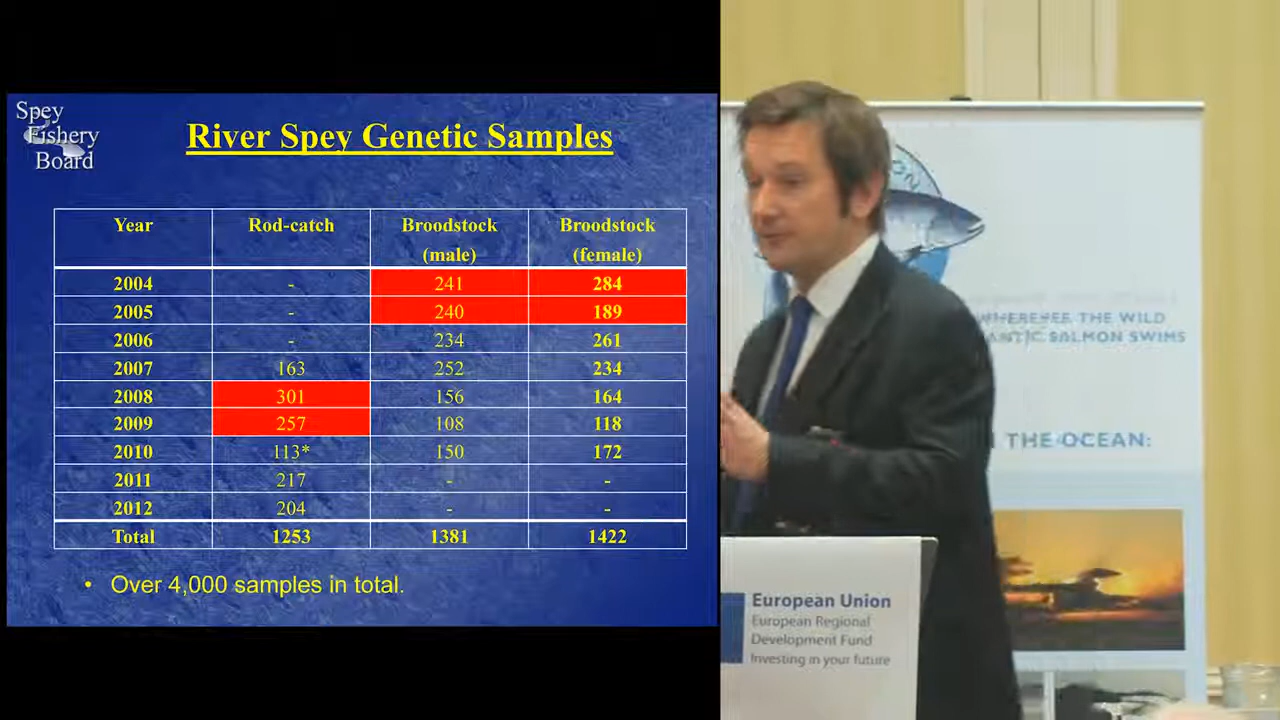 Spey
Fishery
Board
River Spey Genetic Samples
Year Rod-catch Broodstock (male) Broodstock (female)
2004 - 241 284
2005 - 240 189
2006 - 234 261
2007 163 252 234
2008 301 156 164
2009 257 108 118
2010 113* 150 172
2011 217 - -
2012 204 - -
Total 1253 1381 1422
• Over 4,000 samples in total.
WHEREVER THE WILD
ANTIC SALMON SWIMS
THE OCEAN:
European Union
European Regional
Development Fund
Investing in your future